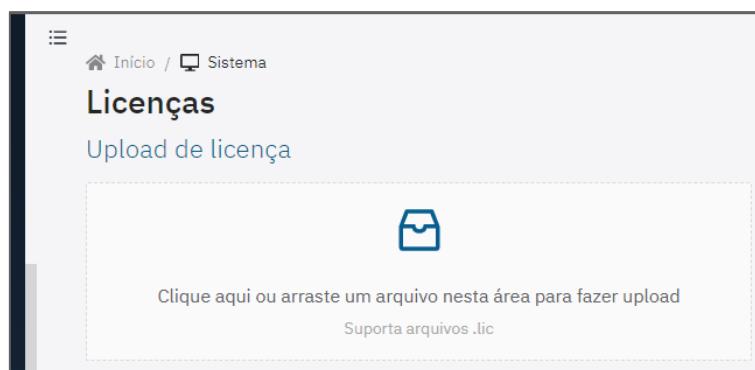 Início / Sistema
Licenças
Upload de licença
Clique aqui ou arraste um arquivo nesta área para fazer upload
Suporta arquivos .lic